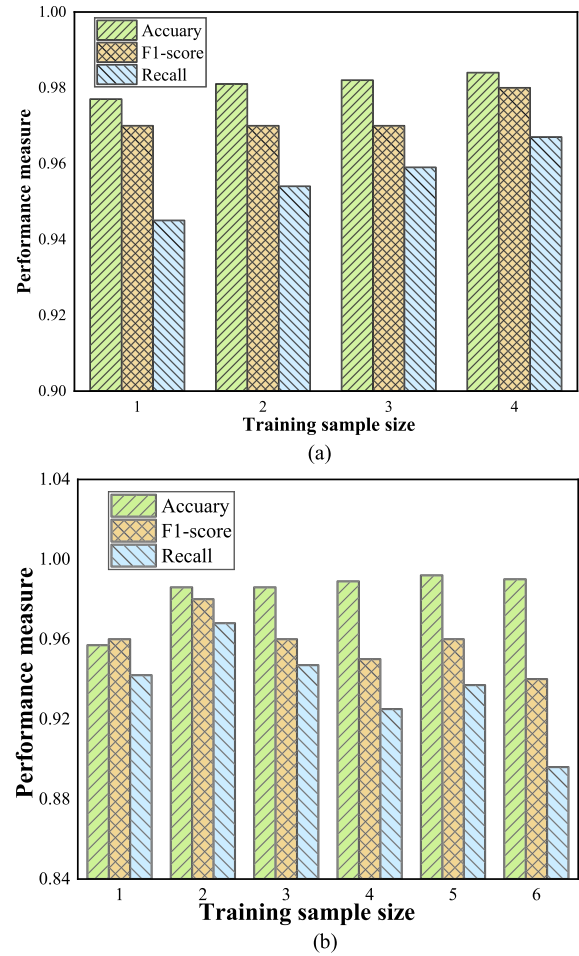 1.00
0.98
0.96
0.94
0.92
0.90
Performance measure
Accuary
F1-score
Recall
1 2 3 4
Training sample size
(a)
1.04
1.00
0.96
0.92
0.88
0.84
Performance measure
Accuary
F1-score
Recall
1 2 3 4 5 6
Training sample size
(b)